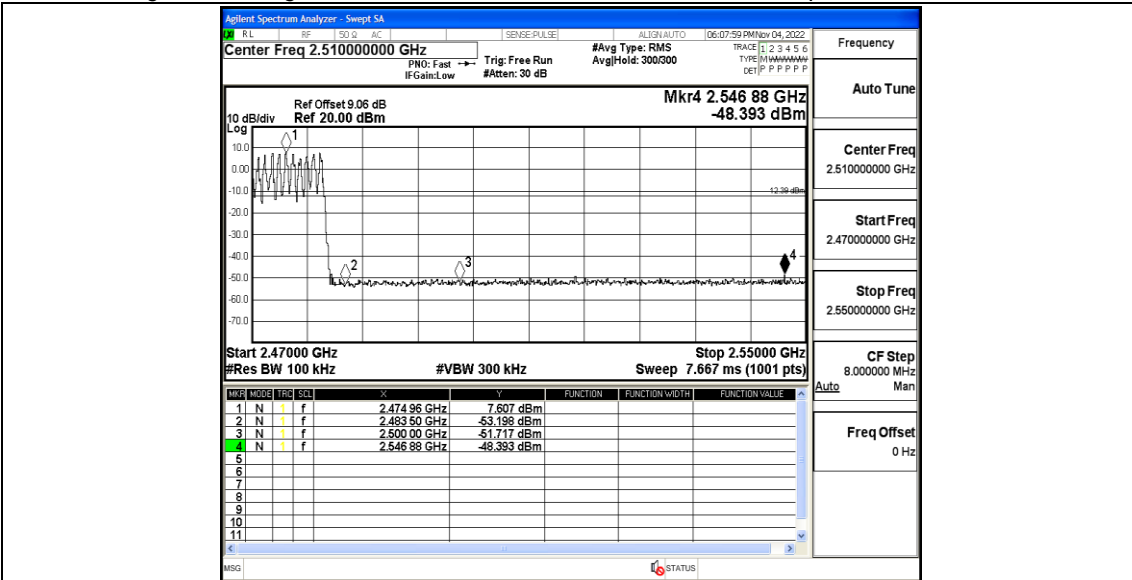 Agilent Spectrum Analyzer - Swept SA
RL RF 50 Ω AC SENSE:PULSE ALIGN AUTO 06:07:59 PM Nov 04, 2022
Center Freq 2.510000000 GHz
PNO: Fast
IFGain:Low
Trig: Free Run
#Atten: 30 dB
#Avg Type: RMS
Avg|Hold: 300/300
TRACE 1 2 3 4 5 6
TYPE M WWWWW
DET P P P P P P
Frequency
Auto Tune
Center Freq
2.510000000 GHz
Start Freq
2.470000000 GHz
Stop Freq
2.550000000 GHz
CF Step
8.000000 MHz
Auto Man
Freq Offset
0 Hz
Mkr4 2.546 88 GHz
-48.393 dBm
Ref Offset 9.06 dB
10 dB/div Ref 20.00 dBm
Log
1
10.0
0.00
-10.0
-12.39 dBm
-20.0
-30.0
-40.0
2 3 4
-50.0
-60.0
-70.0
Start 2.47000 GHz Stop 2.55000 GHz
#Res BW 100 kHz #VBW 300 kHz Sweep 7.667 ms (1001 pts)
MKR MODE TRC SCL X Y FUNCTION FUNCTION WIDTH FUNCTION VALUE
1 N 1 f 2.474 96 GHz 7.607 dBm
2 N 1 f 2.483 50 GHz -53.198 dBm
3 N 1 f 2.500 00 GHz -51.717 dBm
4 N 1 f 2.546 88 GHz -48.393 dBm
5
6
7
8
9
10
11
MSG STATUS